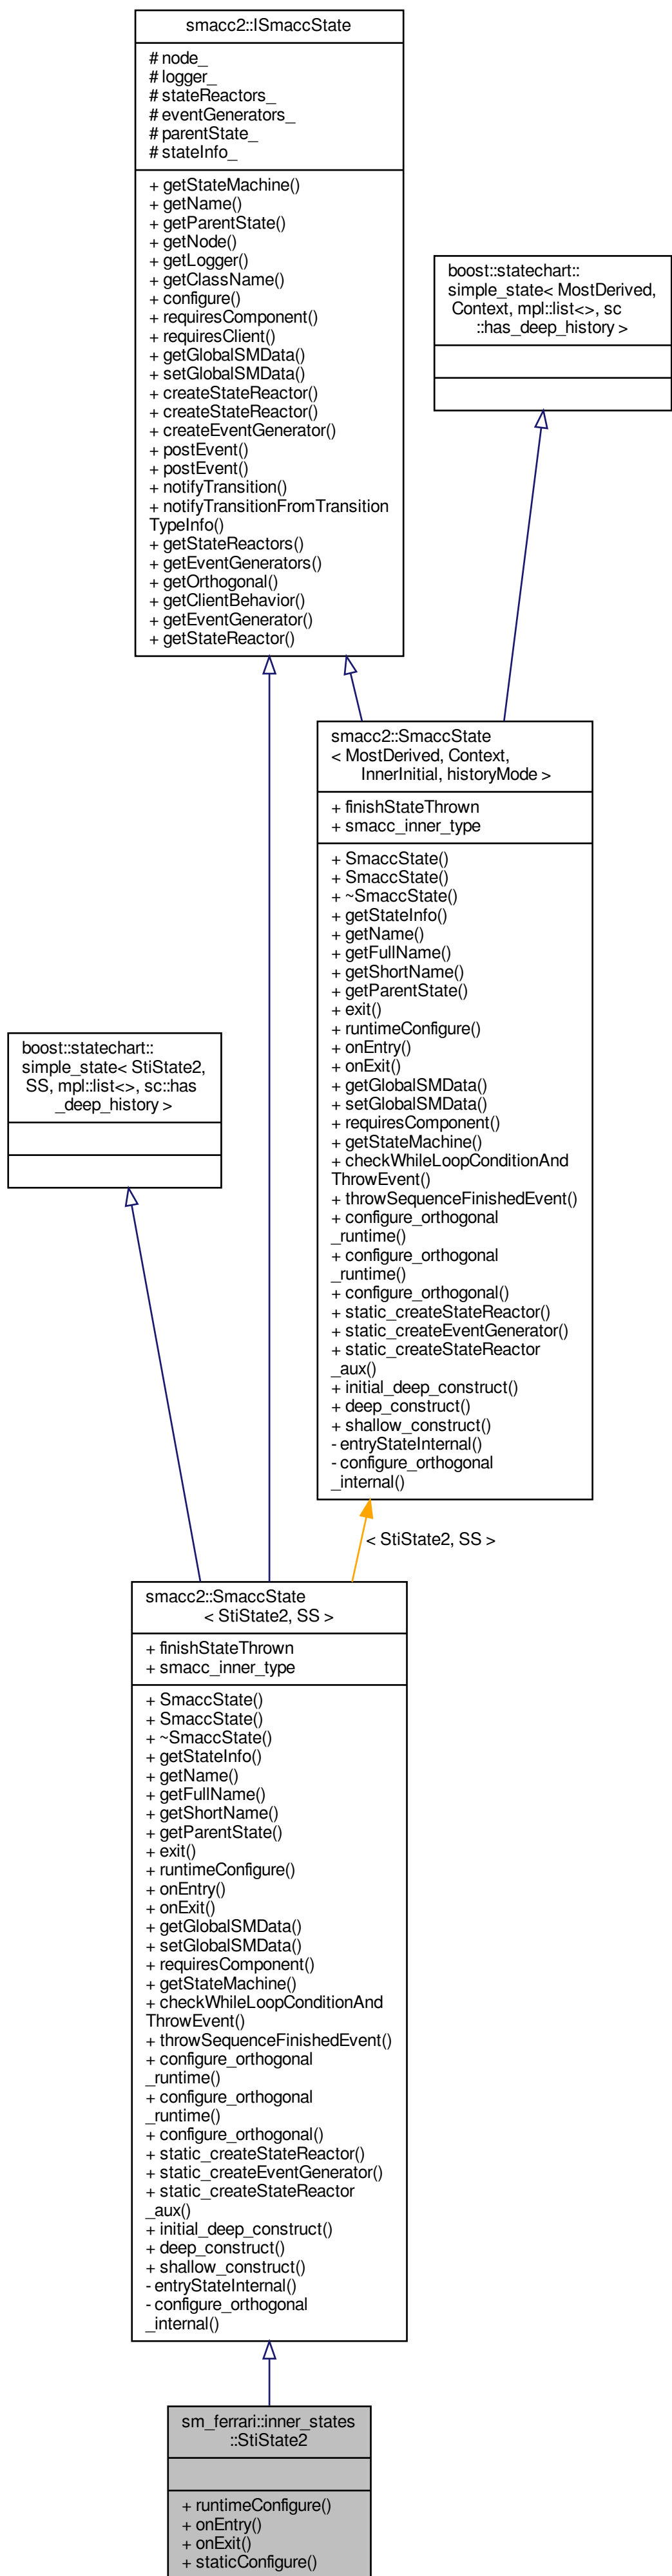 smacc2::ISmaccState
# node_
# logger_
# stateReactors_
# eventGenerators_
# parentState_
# stateInfo_
+ getStateMachine()
+ getName()
+ getParentState()
+ getNode()
+ getLogger()
+ getClassName()
+ configure()
+ requiresComponent()
+ requiresClient()
+ getGlobalSMData()
+ setGlobalSMData()
+ createStateReactor()
+ createStateReactor()
+ createEventGenerator()
+ postEvent()
+ postEvent()
+ notifyTransition()
+ notifyTransitionFromTransition
TypeInfo()
+ getStateReactors()
+ getEventGenerators()
+ getOrthogonal()
+ getClientBehavior()
+ getEventGenerator()
+ getStateReactor()
boost::statechart::
simple_state< MostDerived,
Context, mpl::list<>, sc
::has_deep_history >
smacc2::SmaccState
< MostDerived, Context,
InnerInitial, historyMode >
+ finishStateThrown
+ smacc_inner_type
+ SmaccState()
+ SmaccState()
+ ~SmaccState()
+ getStateInfo()
+ getName()
+ getFullName()
+ getShortName()
+ getParentState()
+ exit()
+ runtimeConfigure()
+ onEntry()
+ onExit()
+ getGlobalSMData()
+ setGlobalSMData()
+ requiresComponent()
+ getStateMachine()
+ checkWhileLoopConditionAnd
ThrowEvent()
+ throwSequenceFinishedEvent()
+ configure_orthogonal
_runtime()
+ configure_orthogonal
_runtime()
+ configure_orthogonal()
+ static_createStateReactor()
+ static_createEventGenerator()
+ static_createStateReactor
_aux()
+ initial_deep_construct()
+ deep_construct()
+ shallow_construct()
- entryStateInternal()
- configure_orthogonal
_internal()
boost::statechart::
simple_state< StiState2,
SS, mpl::list<>, sc::has
_deep_history >
< StiState2, SS >
smacc2::SmaccState
< StiState2, SS >
+ finishStateThrown
+ smacc_inner_type
+ SmaccState()
+ SmaccState()
+ ~SmaccState()
+ getStateInfo()
+ getName()
+ getFullName()
+ getShortName()
+ getParentState()
+ exit()
+ runtimeConfigure()
+ onEntry()
+ onExit()
+ getGlobalSMData()
+ setGlobalSMData()
+ requiresComponent()
+ getStateMachine()
+ checkWhileLoopConditionAnd
ThrowEvent()
+ throwSequenceFinishedEvent()
+ configure_orthogonal
_runtime()
+ configure_orthogonal
_runtime()
+ configure_orthogonal()
+ static_createStateReactor()
+ static_createEventGenerator()
+ static_createStateReactor
_aux()
+ initial_deep_construct()
+ deep_construct()
+ shallow_construct()
- entryStateInternal()
- configure_orthogonal
_internal()
sm_ferrari::inner_states
::StiState2
+ runtimeConfigure()
+ onEntry()
+ onExit()
+ staticConfigure()